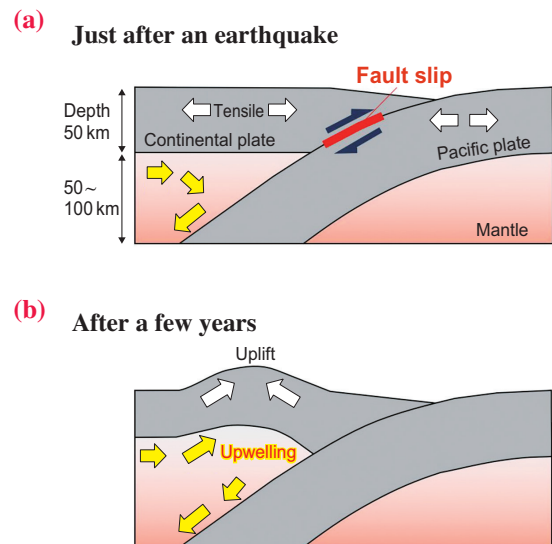 (a)
Just after an earthquake
Fault slip
Depth
50 km
Tensile
Continental plate
Pacific plate
50~
100 km
Mantle
(b)
After a few years
Uplift
Upwelling